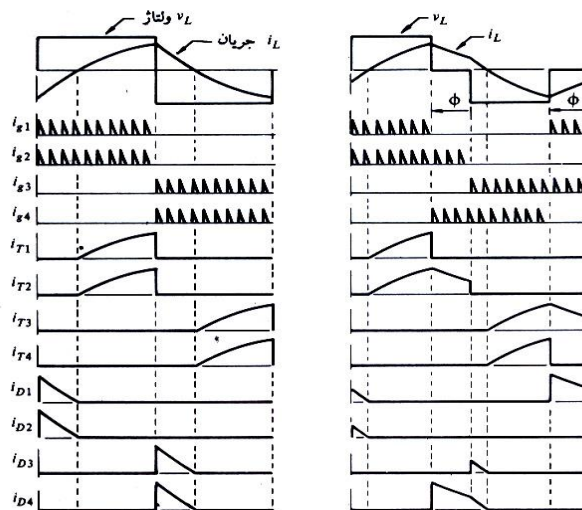 ولتاژ v_L
جریان i_L
v_L
i_L
ϕ
ϕ
i_g1
i_g2
i_g3
i_g4
i_T1
i_T2
i_T3
i_T4
i_D1
i_D2
i_D3
i_D4